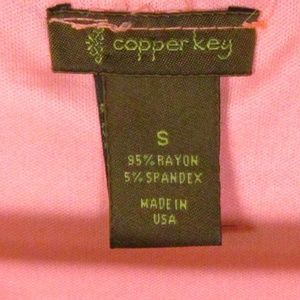 copper key
S
95% RAYON
5% SPANDEX
MADE IN
USA